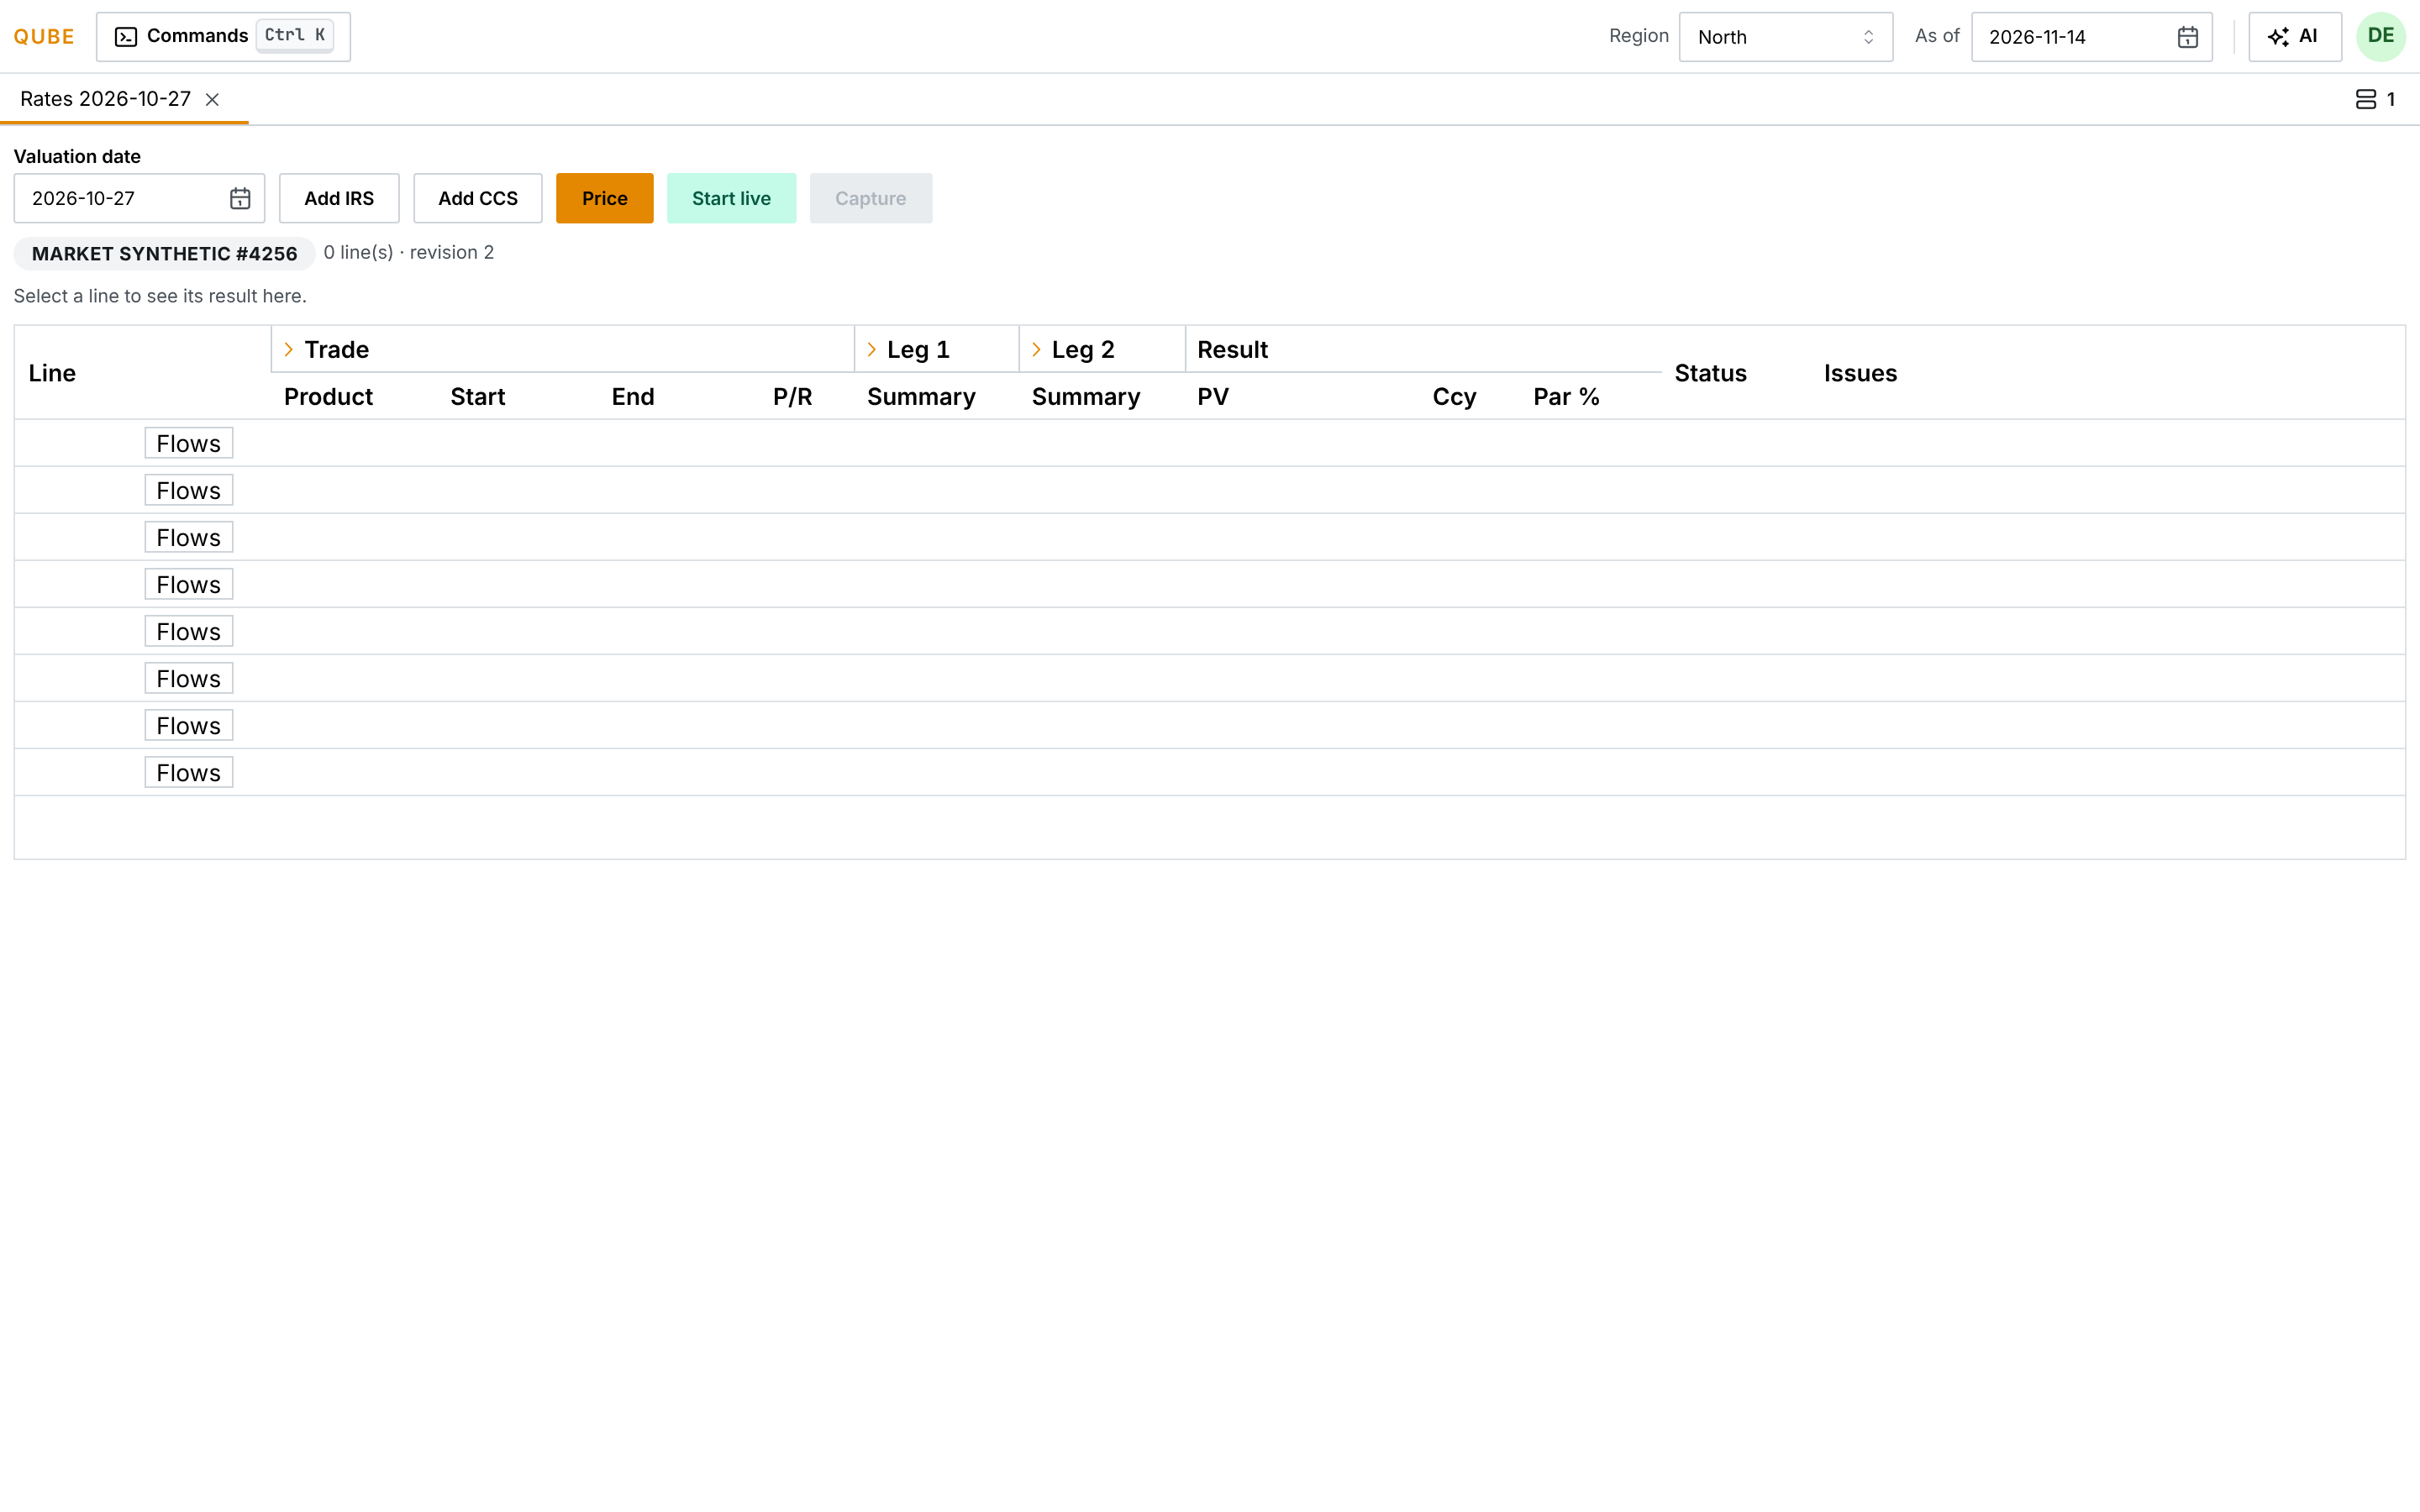 QUBE Commands Ctrl K Region North As of 2026-11-14 AI DE
Rates 2026-10-27 1
Valuation date
2026-10-27 Add IRS Add CCS Price Start live Capture
MARKET SYNTHETIC #4256 0 line(s) · revision 2
Select a line to see its result here.
Line Trade Leg 1 Leg 2 Result Status Issues
Product Start End P/R Summary Summary PV Ccy Par %
Flows
Flows
Flows
Flows
Flows
Flows
Flows
Flows